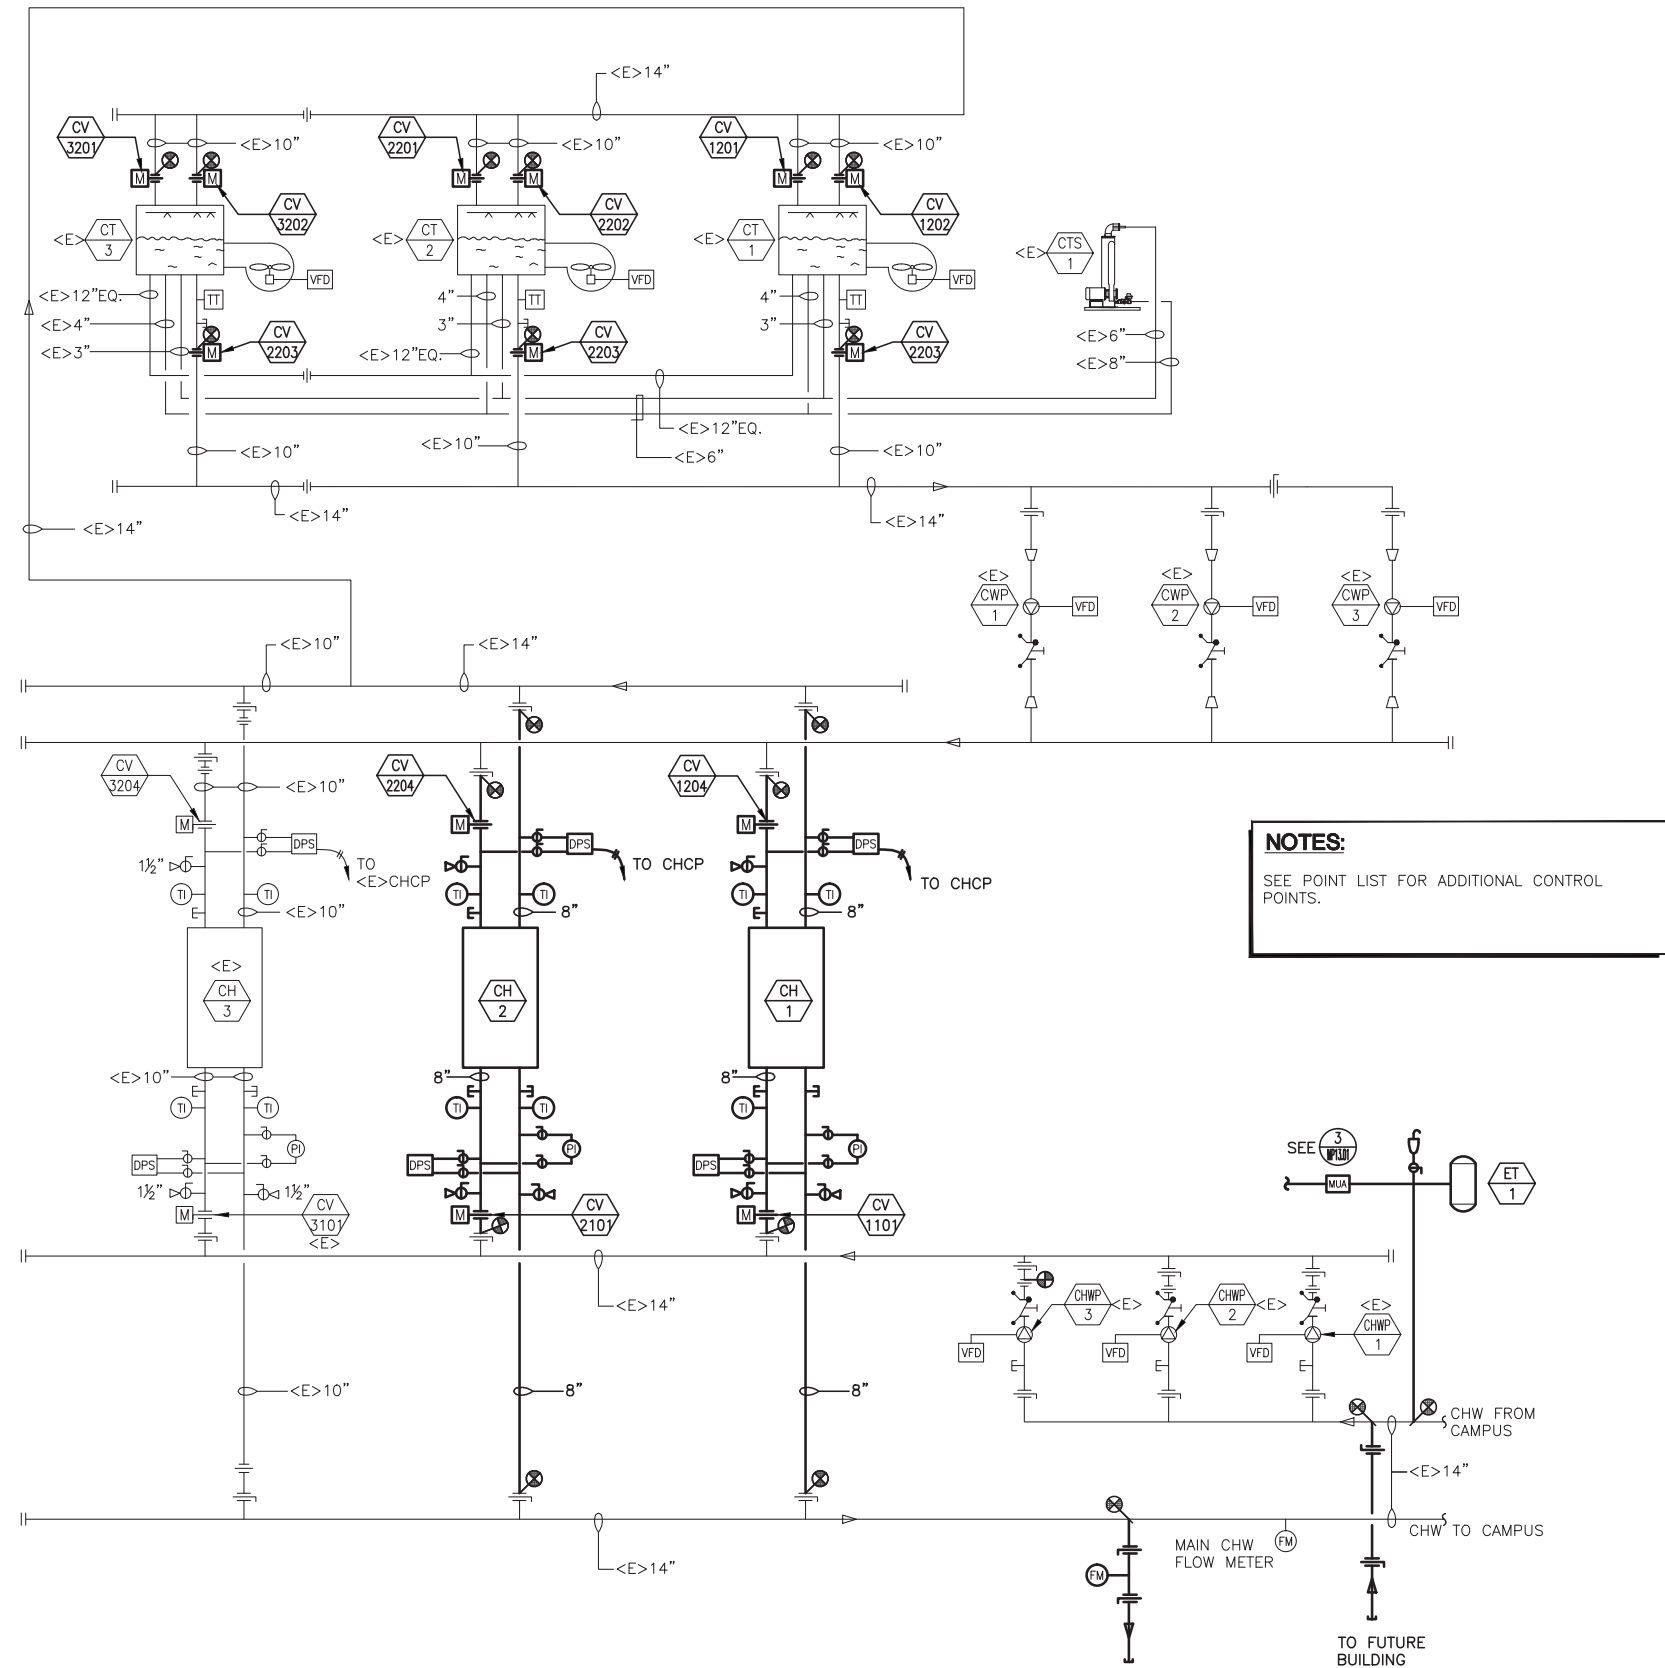 <E>14"
CV
3201
<E>10"
CV
2201
<E>10"
CV
1201
<E>10"
M
M
M
M
M
M
CV
3202
CV
2202
CV
1202
<E>
CT
3
<E>
CT
2
<E>
CT
1
<E>
CTS
1
VFD
VFD
VFD
<E>12"EQ.
TT
4"
TT
4"
TT
<E>4"
3"
3"
<E>3"
M
CV
2203
<E>12"EQ.
M
CV
2203
M
CV
2203
<E>6"
<E>8"
<E>12"EQ.
<E>10"
<E>10"
<E>6"
<E>10"
<E>14"
<E>14"
<E>14"
<E>
CWP
1
VFD
<E>
CWP
2
VFD
<E>
CWP
3
VFD
<E>10"
<E>14"
CV
3204
<E>10"
CV
2204
CV
1204
M
M
M
DPS
DPS
DPS
1½"
TO
<E>CHCP
TO CHCP
TO CHCP
TI
TI
TI
TI
TI
TI
<E>10"
8"
8"
NOTES:
SEE POINT LIST FOR ADDITIONAL CONTROL
POINTS.
<E>
CH
3
CH
2
CH
1
<E>10"
8"
8"
TI
TI
TI
TI
TI
PI
PI
PI
DPS
DPS
DPS
1½"
1½"
M
CV
3101
<E>
M
CV
2101
M
CV
1101
SEE
3
MP13.01
MUA
ET
1
<E>14"
CHWP
3
<E>
CHWP
2
<E>
<E>
CHWP
1
VFD
VFD
VFD
<E>10"
8"
8"
CHW FROM
CAMPUS
<E>14"
CHW TO CAMPUS
MAIN CHW
FLOW METER
FM
<E>14"
FM
TO FUTURE
BUILDING